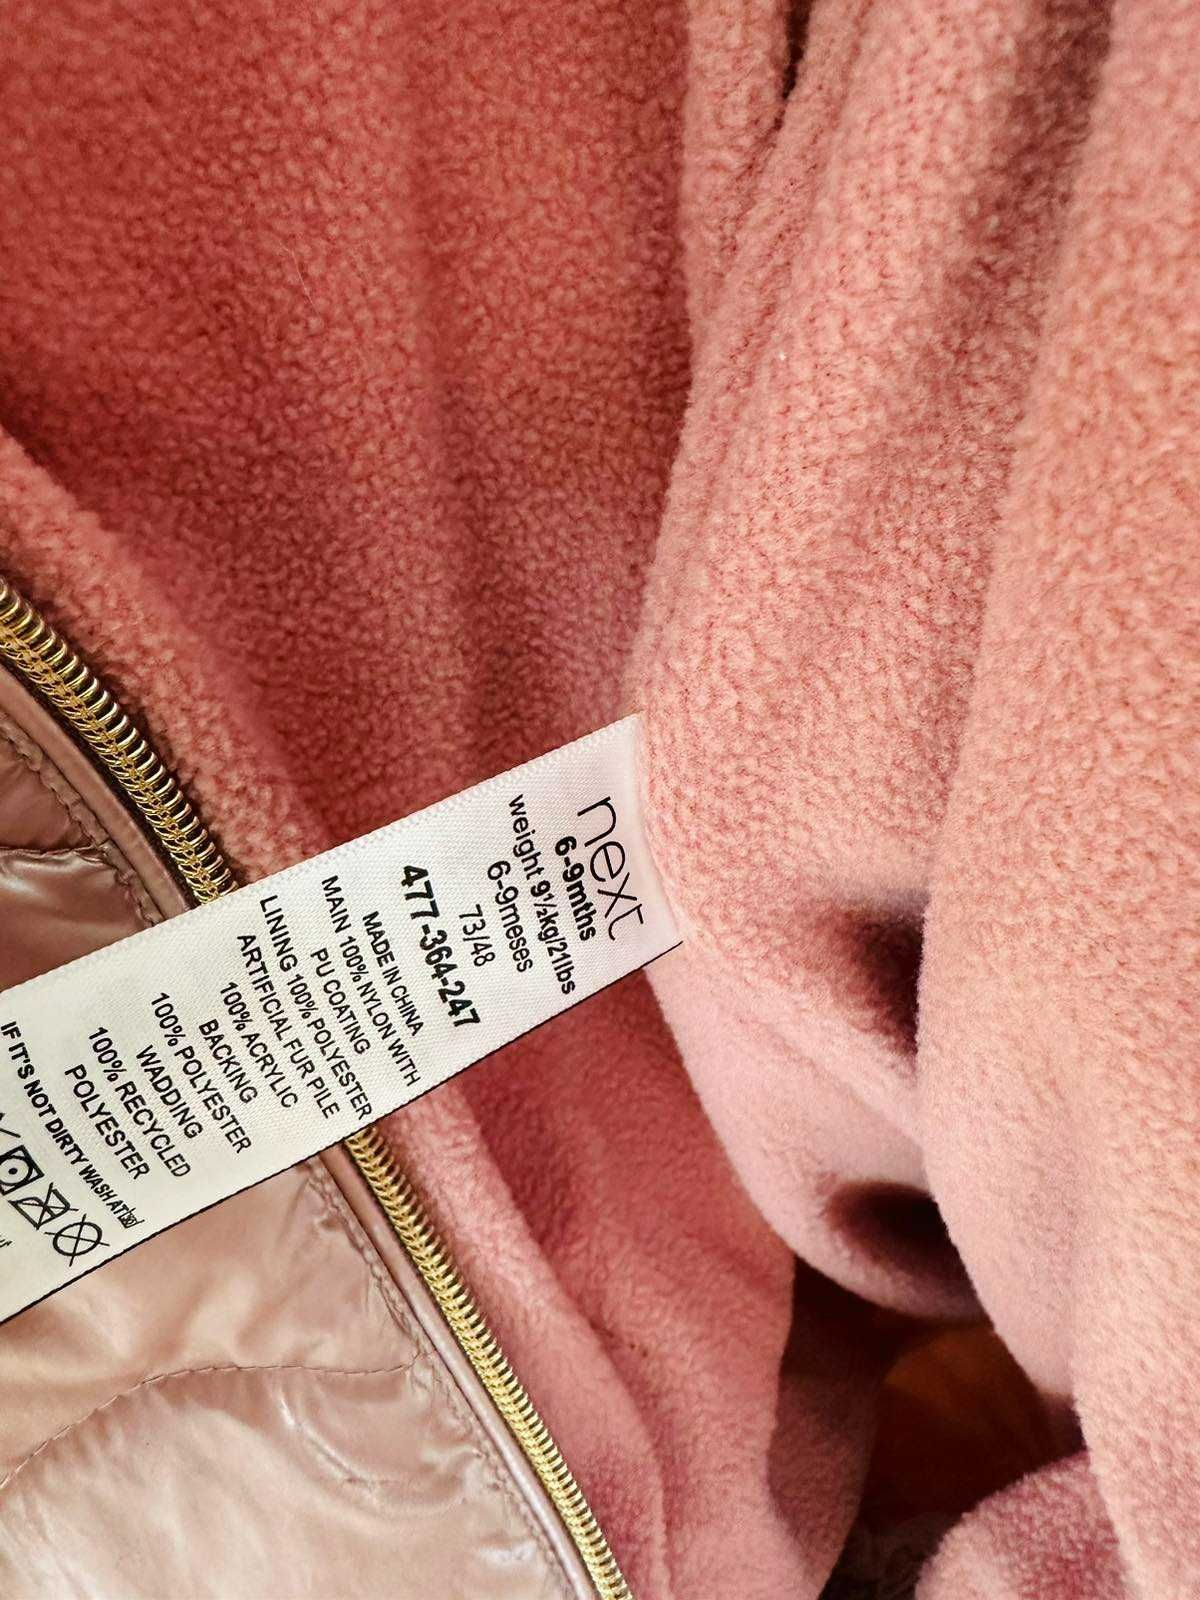 next
6-9mths
weight 9½kg/21lbs
6-9meses
73/48
477-364-247
MADE IN CHINA
MAIN 100% NYLON WITH
PU COATING
LINING 100% POLYESTER
ARTIFICIAL FUR PILE
100% ACRYLIC
BACKING
100% POLYESTER
WADDING
100% RECYCLED
POLYESTER
IF IT'S NOT DIRTY WASH AT